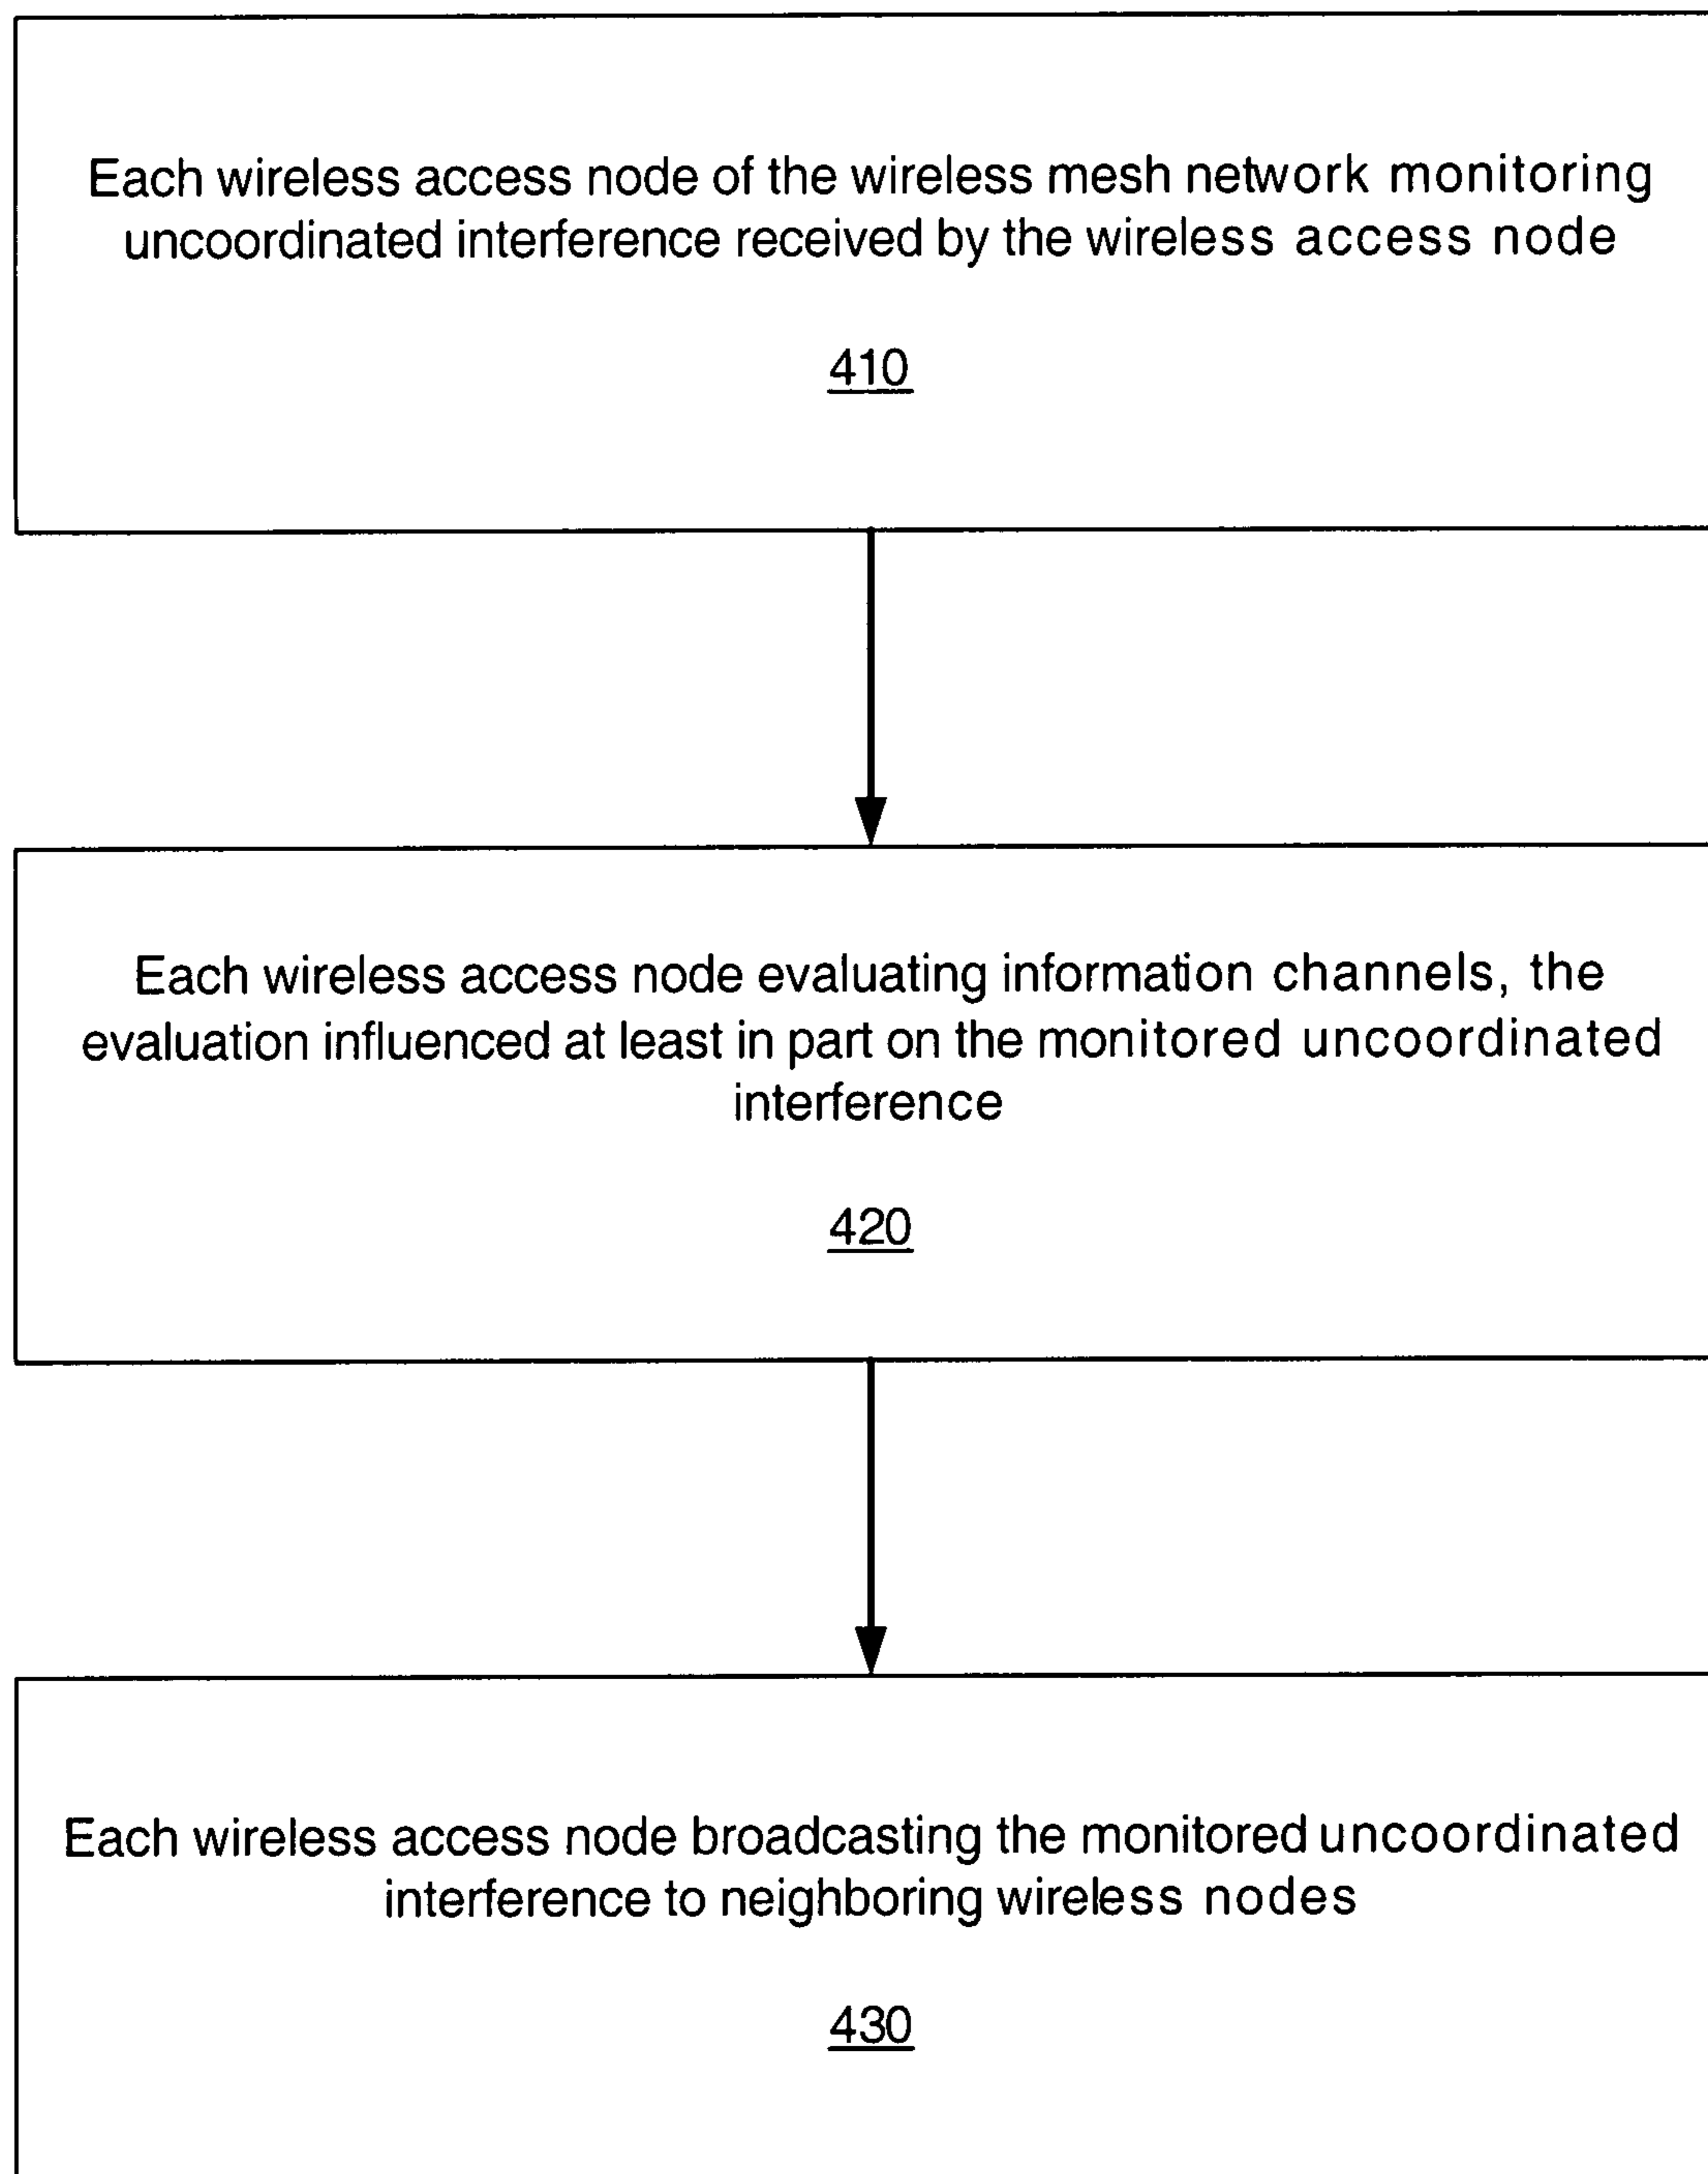 Each wireless access node of the wireless mesh network monitoring
uncoordinated interference received by the wireless access node
410
Each wireless access node evaluating information channels, the
evaluation influenced at least in part on the monitored uncoordinated
interference
420
Each wireless access node broadcasting the monitored uncoordinated
interference to neighboring wireless nodes
430